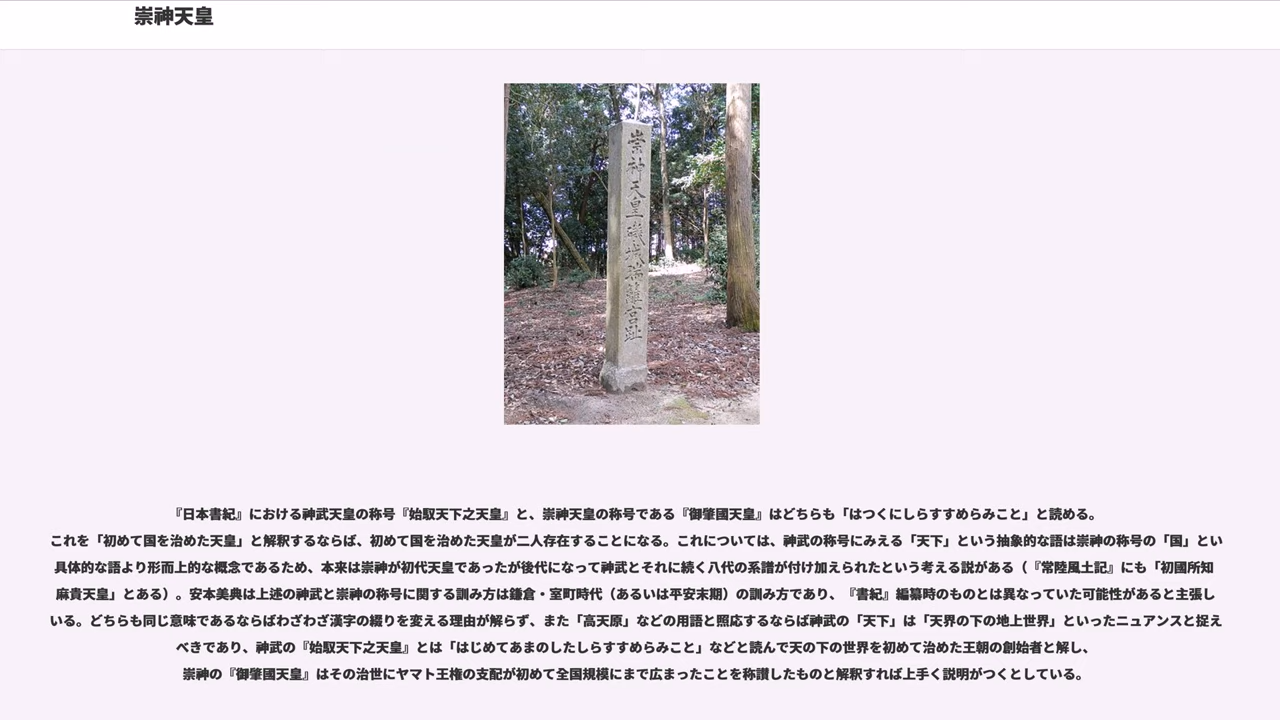 崇神天皇
崇神天皇磯城瑞籬宮趾
『日本書紀』における神武天皇の称号『始馭天下之天皇』と、崇神天皇の称号である『御肇國天皇』はどちらも「はつくにしらすすめらみこと」と読める。
これを「初めて国を治めた天皇」と解釈するならば、初めて国を治めた天皇が二人存在することになる。これについては、神武の称号にみえる「天下」という抽象的な語は崇神の称号の「国」とい
具体的な語より形而上的な概念であるため、本来は崇神が初代天皇であったが後代になって神武とそれに続く八代の系譜が付け加えられたという考える説がある（『常陸風土記』にも「初國所知
麻貴天皇」とある）。安本美典は上述の神武と崇神の称号に関する訓み方は鎌倉・室町時代（あるいは平安末期）の訓み方であり、『書紀』編纂時のものとは異なっていた可能性があると主張し
いる。どちらも同じ意味であるならばわざわざ漢字の綴りを変える理由が解らず、また「高天原」などの用語と照応するならば神武の「天下」は「天界の下の地上世界」といったニュアンスと捉え
べきであり、神武の『始馭天下之天皇』とは「はじめてあまのしたしらすすめらみこと」などと読んで天の下の世界を初めて治めた王朝の創始者と解し、
崇神の『御肇國天皇』はその治世にヤマト王権の支配が初めて全国規模にまで広まったことを称讃したものと解釈すれば上手く説明がつくとしている。